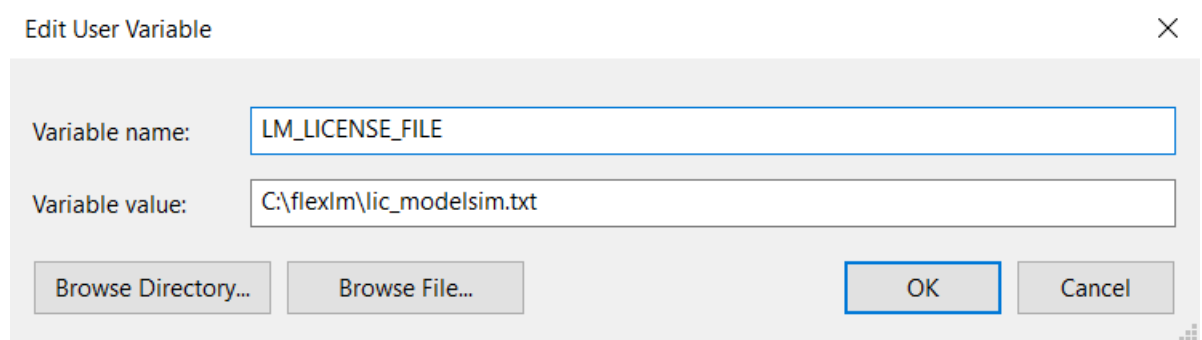 Edit User Variable
Variable name: LM_LICENSE_FILE
Variable value: C:\flexlm\lic_modelsim.txt
Browse Directory... Browse File... OK Cancel